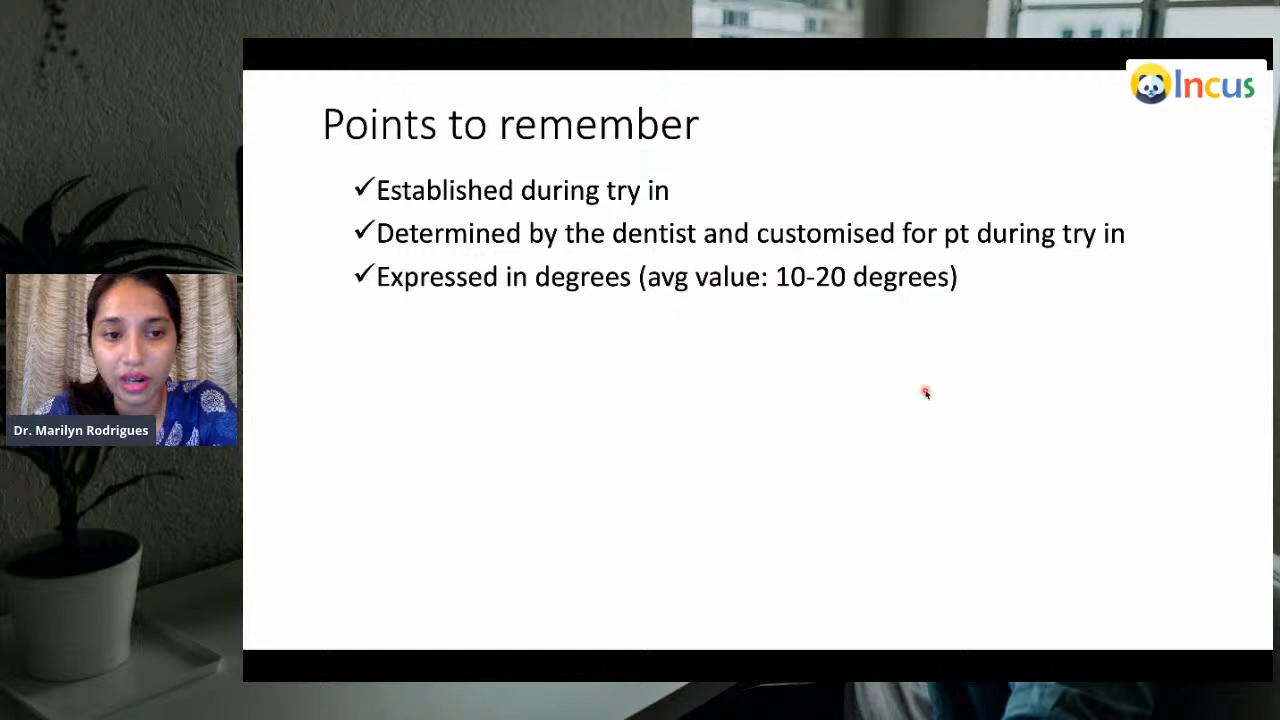 Incus
Points to remember
✓Established during try in
✓Determined by the dentist and customised for pt during try in
✓Expressed in degrees (avg value: 10-20 degrees)
Dr. Marilyn Rodrigues